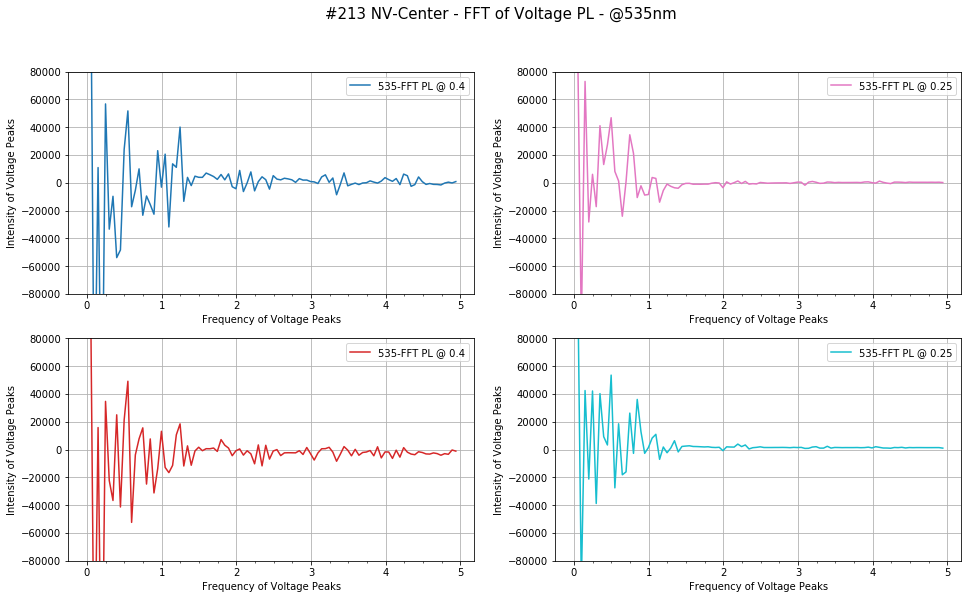 #213 NV-Center - FFT of Voltage PL - @535nm
535-FFT PL @ 0.4
Intensity of Voltage Peaks
80000
60000
40000
20000
0
−20000
−40000
−60000
−80000
0 1 2 3 4 5
Frequency of Voltage Peaks
535-FFT PL @ 0.25
Intensity of Voltage Peaks
80000
60000
40000
20000
0
−20000
−40000
−60000
−80000
0 1 2 3 4 5
Frequency of Voltage Peaks
535-FFT PL @ 0.4
Intensity of Voltage Peaks
80000
60000
40000
20000
0
−20000
−40000
−60000
−80000
0 1 2 3 4 5
Frequency of Voltage Peaks
535-FFT PL @ 0.25
Intensity of Voltage Peaks
80000
60000
40000
20000
0
−20000
−40000
−60000
−80000
0 1 2 3 4 5
Frequency of Voltage Peaks